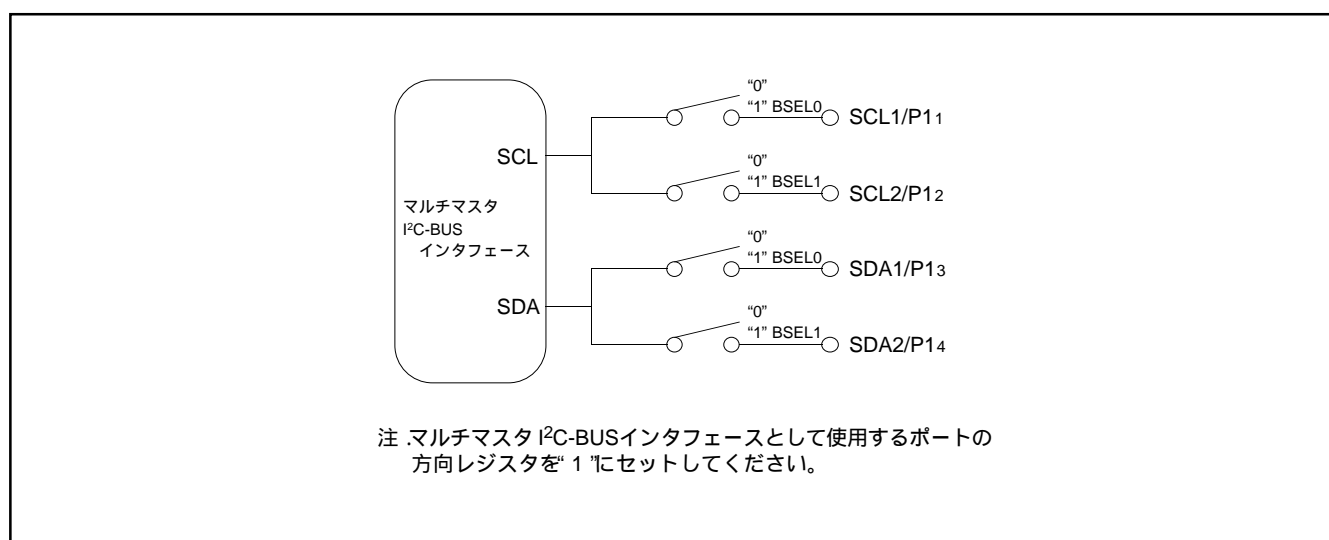 “0”
“1” BSEL0
SCL1/P11
SCL
“0”
“1” BSEL1
SCL2/P12
マルチマスタ
I2C-BUS
インタフェース
“0”
“1” BSEL0
SDA1/P13
SDA
“0”
“1” BSEL1
SDA2/P14
注 .マルチマスタ I2C-BUSインタフェースとして使用するポートの
方向レジスタを“ 1 ”にセットしてください。